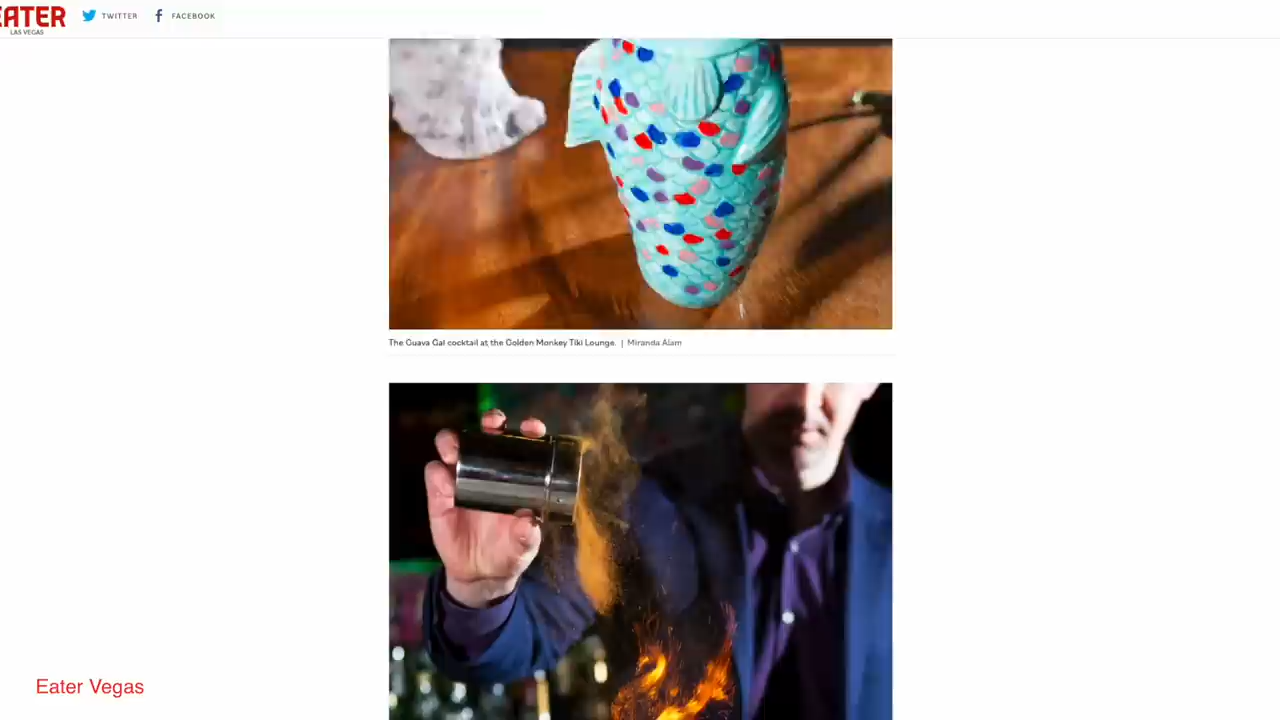 EATER
LAS VEGAS
TWITTER
FACEBOOK
The Guava Gal cocktail at the Golden Monkey Tiki Lounge. | Miranda Alam
Eater Vegas